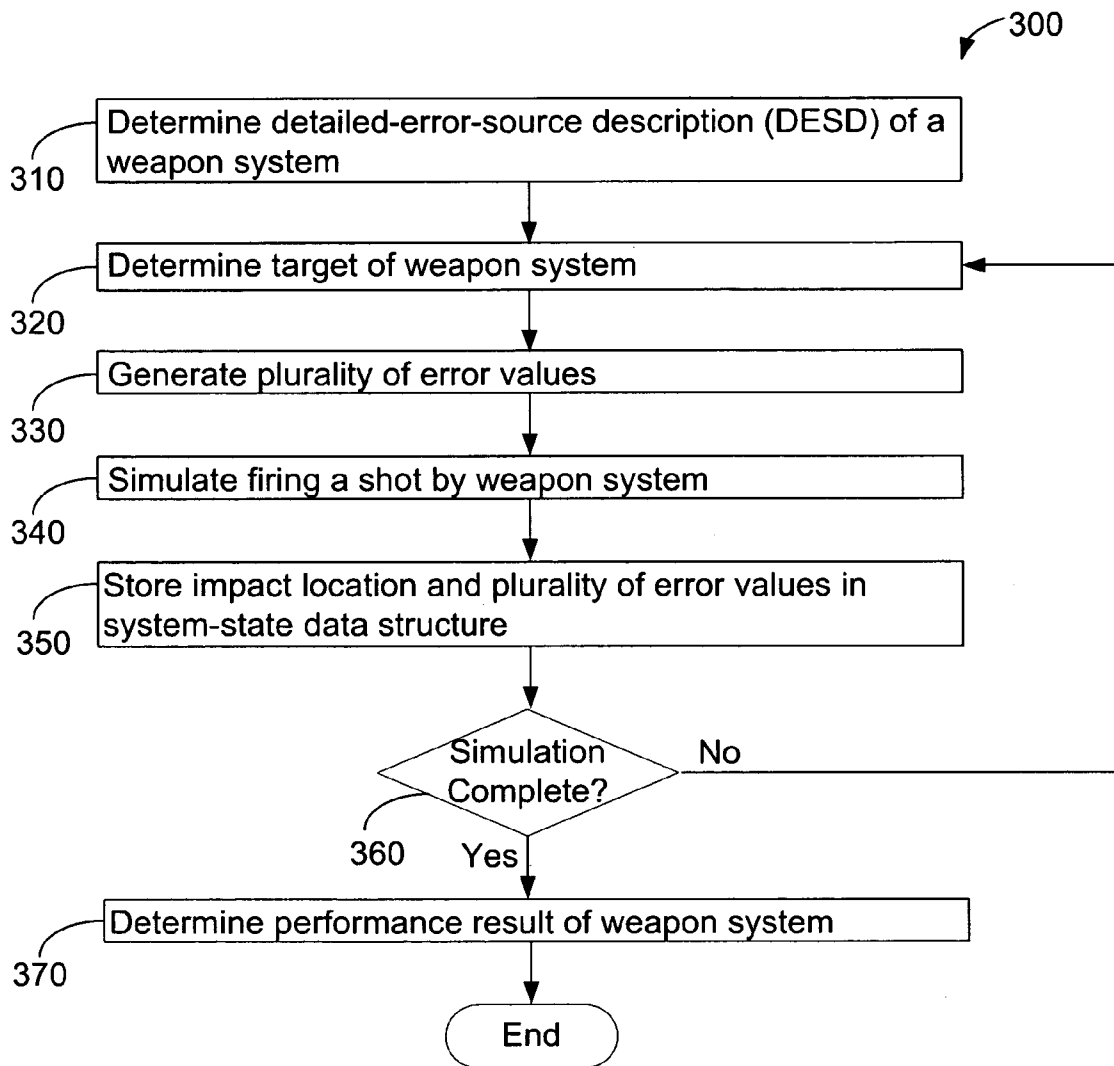 300
Determine detailed-error-source description (DESD) of a
weapon system
310
Determine target of weapon system
320
Generate plurality of error values
330
Simulate firing a shot by weapon system
340
Store impact location and plurality of error values in
system-state data structure
350
Simulation
Complete?
No
360
Yes
Determine performance result of weapon system
370
End